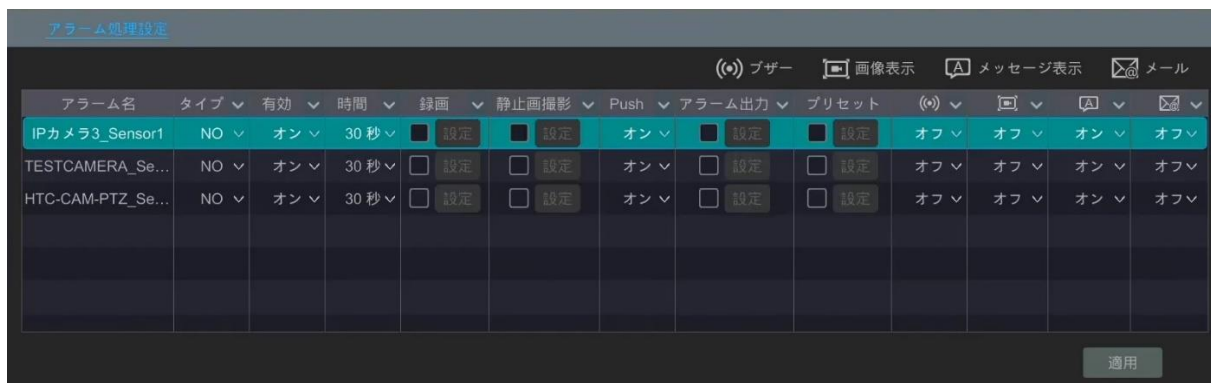 アラーム処理設定
ブザー 画像表示 メッセージ表示 メール
アラーム名 タイプ 有効 時間 録画 静止画撮影 Push アラーム出力 プリセット
IPカメラ3_Sensor1 NO オン 30 秒 設定 設定 オン 設定 設定 オフ オフ オン オフ
TESTCAMERA_Se... NO オン 30 秒 設定 設定 オン 設定 設定 オフ オフ オン オフ
HTC-CAM-PTZ_Se... NO オン 30 秒 設定 設定 オン 設定 設定 オフ オフ オン オフ
適用